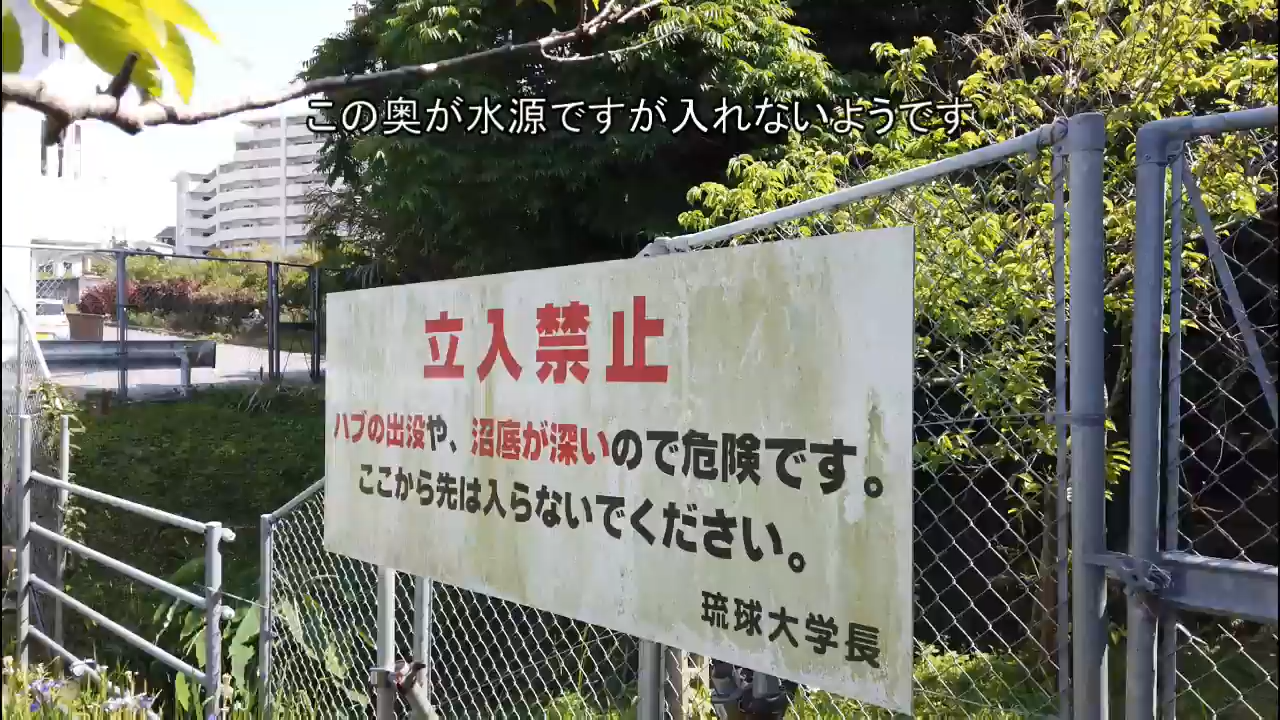 この奥が水源ですが入れないようです
立入禁止
ハブの出没や、沼底が深いので危険です。
ここから先は入らないでください。
琉球大学長